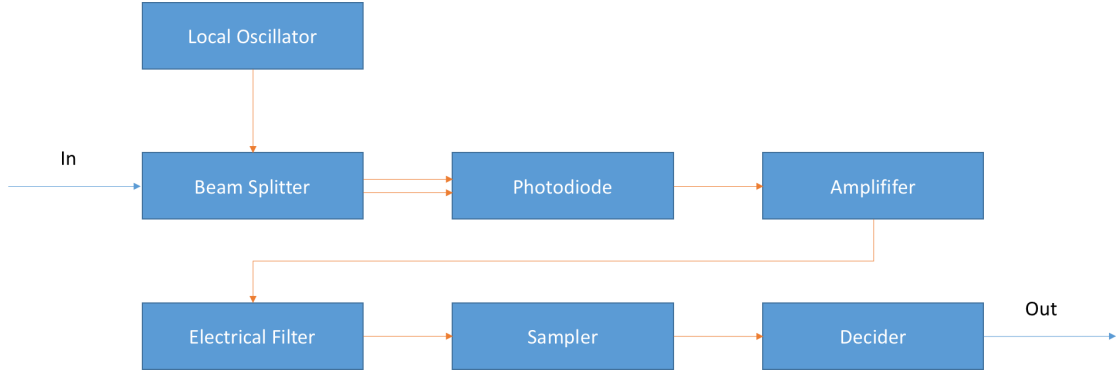 Local Oscillator
In
Beam Splitter
Photodiode
Amplififer
Electrical Filter
Sampler
Decider
Out